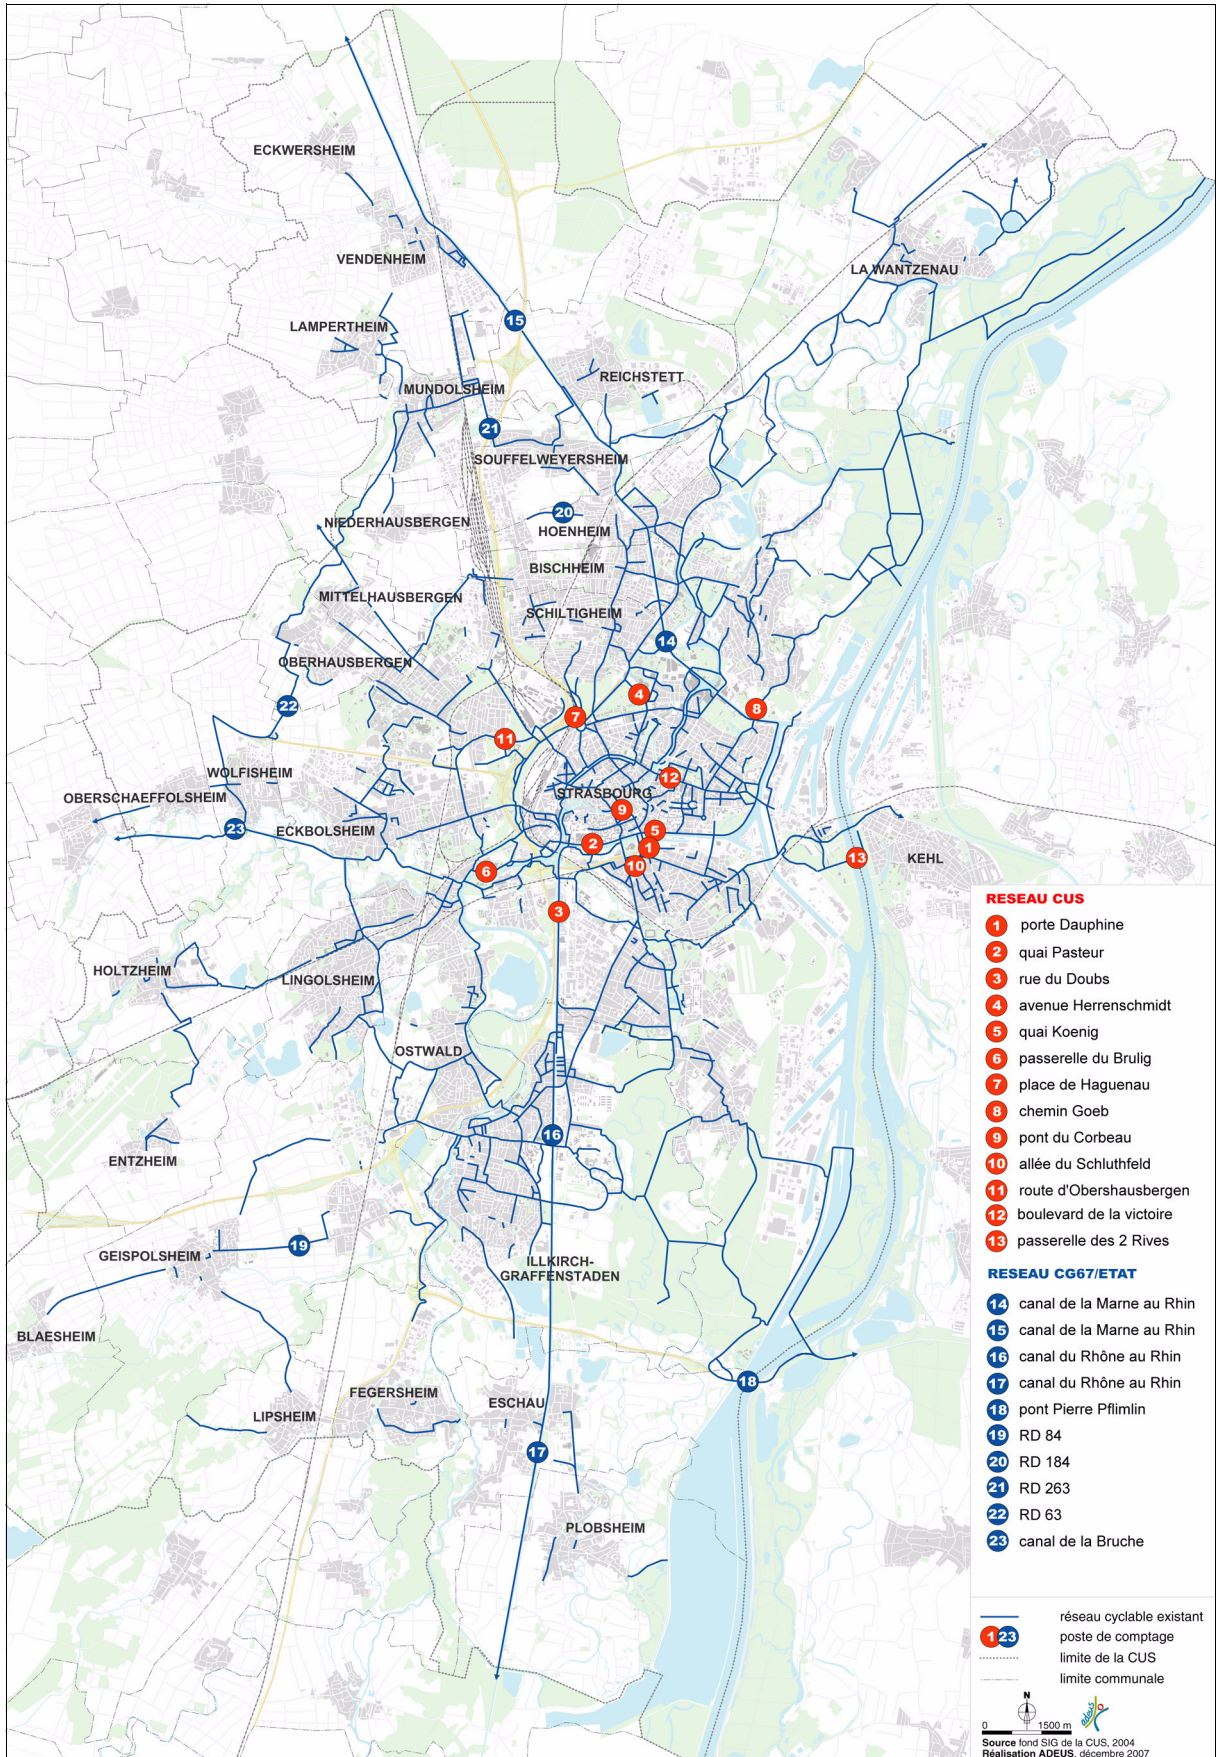 ECKWERSHEIM
VENDENHEIM
LA WANTZENAU
LAMPERTHEIM
15
REICHSTETT
MUNDOLSHEIM
21
SOUFFELWEYERSHEIM
20
NIEDERHAUSBERGEN
HOENHEIM
BISCHHEIM
MITTELHAUSBERGEN
SCHILTIGHEIM
14
OBERHAUSBERGEN
4
22
8
7
11
WOLFISHEIM
12
STRASBOURG
OBERSCHAEFFOLSHEIM
9
23
ECKBOLSHEIM
5
2
1
13
KEHL
10
6
3
HOLTZHEIM
LINGOLSHEIM
OSTWALD
16
ENTZHEIM
19
GEISPOLSHEIM
ILLKIRCH-
GRAFFENSTADEN
BLAESHEIM
18
FEGERSHEIM
ESCHAU
LIPSHEIM
17
PLOBSHEIM
RESEAU CUS
1 porte Dauphine
2 quai Pasteur
3 rue du Doubs
4 avenue Herrenschmidt
5 quai Koenig
6 passerelle du Brulig
7 place de Haguenau
8 chemin Goeb
9 pont du Corbeau
10 allée du Schluthfeld
11 route d'Obershausbergen
12 boulevard de la victoire
13 passerelle des 2 Rives
RESEAU CG67/ETAT
14 canal de la Marne au Rhin
15 canal de la Marne au Rhin
16 canal du Rhône au Rhin
17 canal du Rhône au Rhin
18 pont Pierre Pflimlin
19 RD 84
20 RD 184
21 RD 263
22 RD 63
23 canal de la Bruche
réseau cyclable existant
1 23 poste de comptage
limite de la CUS
limite communale
N
adeus
0 1500 m
Source fond SIG de la CUS, 2004
Réalisation ADEUS, décembre 2007